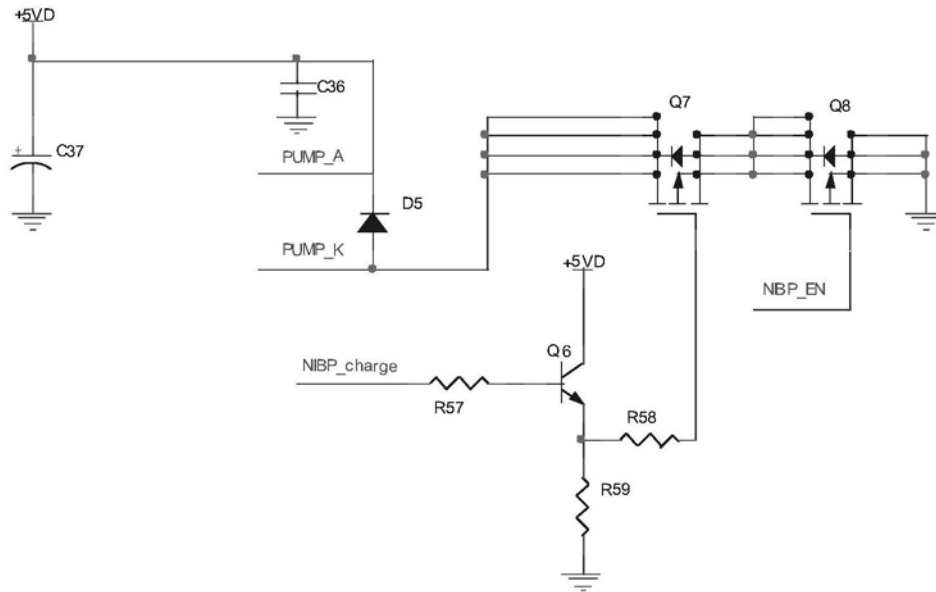 +5VD
C36
C37
PUMP_A
D5
PUMP_K
Q7
Q8
NIBP_EN
+5VD
Q6
NIBP_charge
R57
R58
R59
+